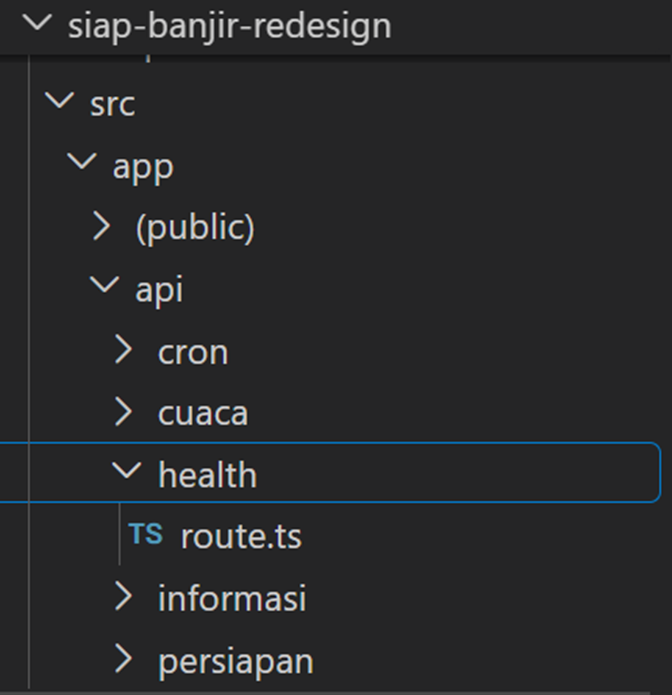 siap-banjir-redesign
src
app
(public)
api
cron
cuaca
health
TS route.ts
informasi
persiapan